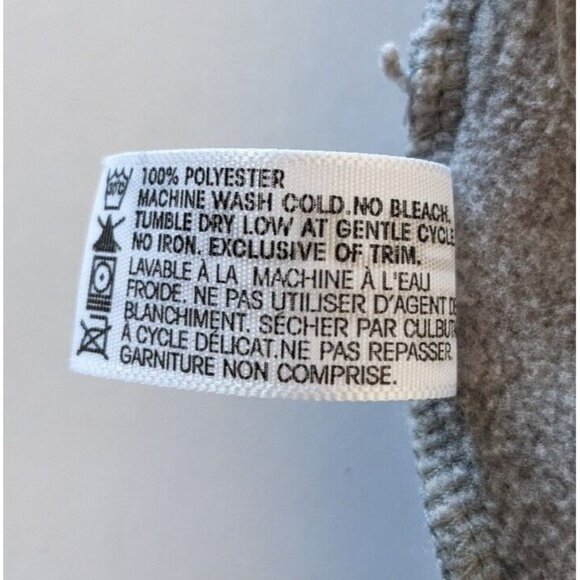 100% POLYESTER
MACHINE WASH COLD.NO BLEACH.
TUMBLE DRY LOW AT GENTLE CYCLE
NO IRON. EXCLUSIVE OF TRIM.
LAVABLE À LA MACHINE À L'EAU
FROIDE. NE PAS UTILISER D'AGENT DE
BLANCHIMENT. SÉCHER PAR CULBUT
À CYCLE DÉLICAT.NE PAS REPASSER.
GARNITURE NON COMPRISE.